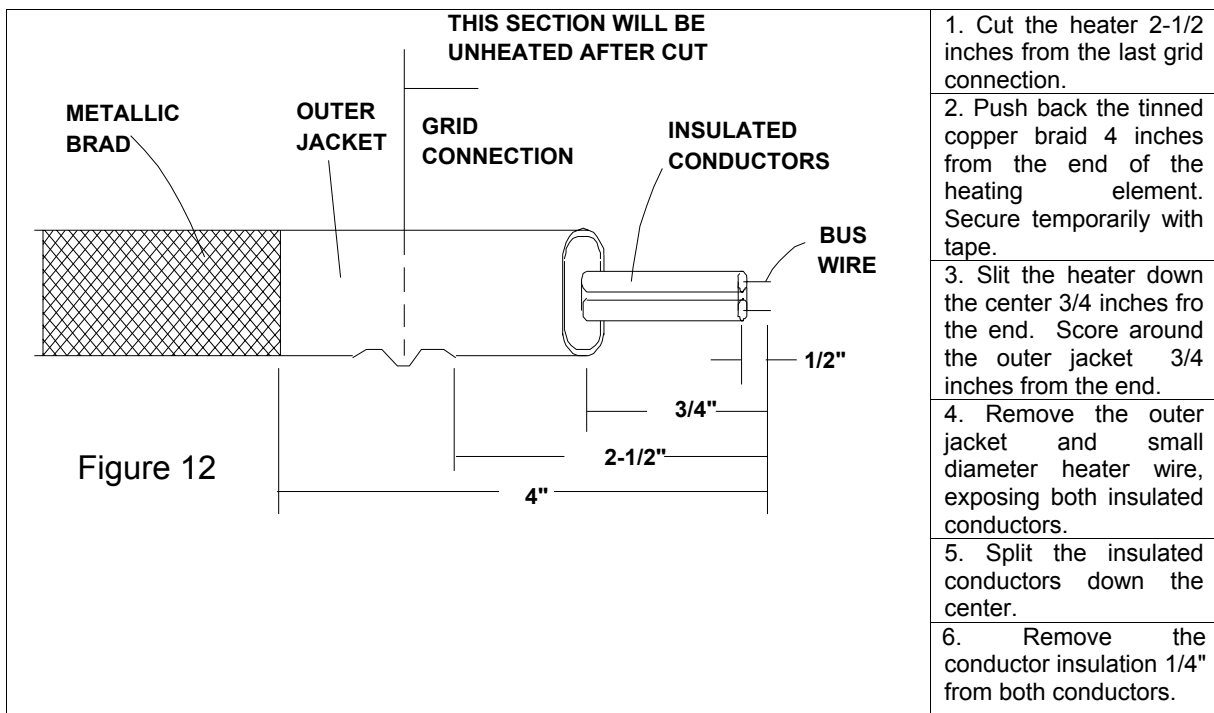 THIS SECTION WILL BE
UNHEATED AFTER CUT
METALLIC
BRAD
OUTER
JACKET
GRID
CONNECTION
INSULATED
CONDUCTORS
BUS
WIRE
1/2"
3/4"
2-1/2"
4"
Figure 12
1. Cut the heater 2-1/2
inches from the last grid
connection.
2. Push back the tinned
copper braid 4 inches
from the end of the
heating element.
Secure temporarily with
tape.
3. Slit the heater down
the center 3/4 inches fro
the end. Score around
the outer jacket 3/4
inches from the end.
4. Remove the outer
jacket and small
diameter heater wire,
exposing both insulated
conductors.
5. Split the insulated
conductors down the
center.
6. Remove the
conductor insulation 1/4"
from both conductors.